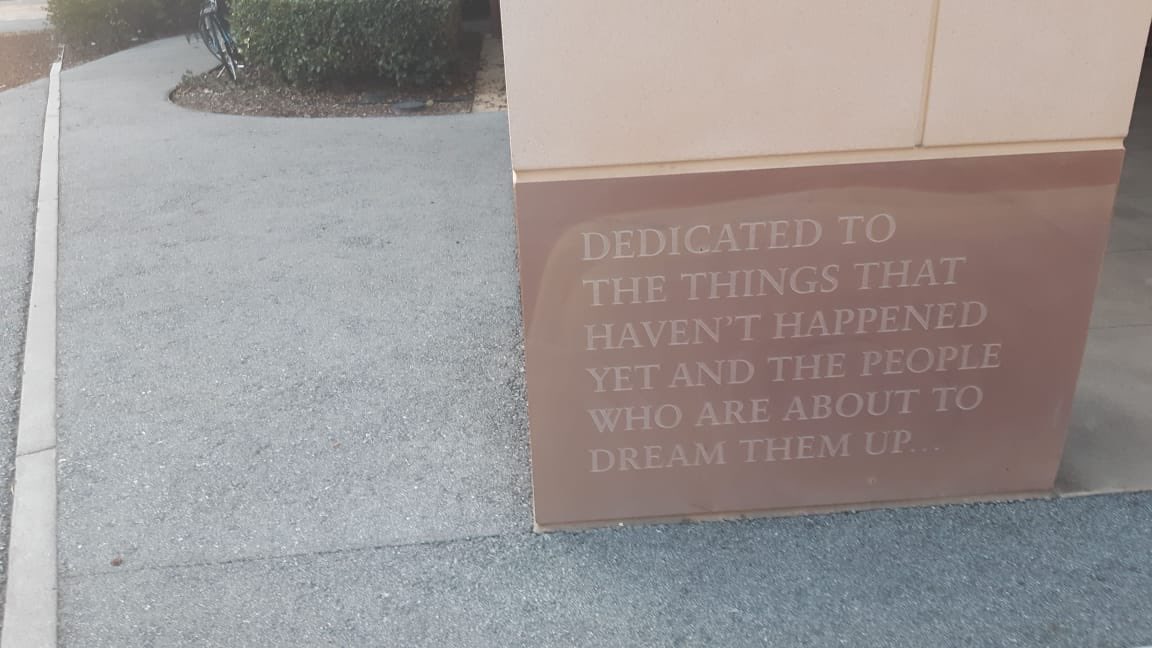 DEDICATED TO
THE THINGS THAT
HAVEN'T HAPPENED
YET AND THE PEOPLE
WHO ARE ABOUT TO
DREAM THEM UP...